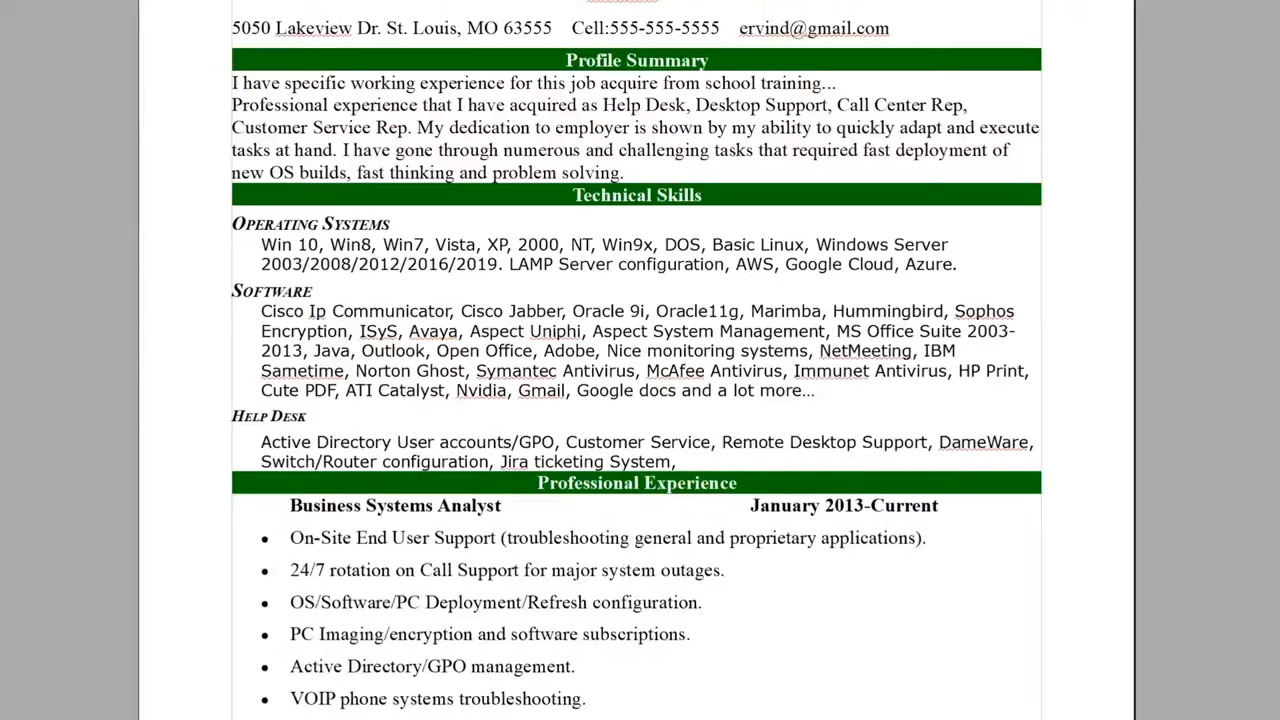 5050 Lakeview Dr. St. Louis, MO 63555 Cell:555-555-5555 ervind@gmail.com
Profile Summary
I have specific working experience for this job acquire from school training...
Professional experience that I have acquired as Help Desk, Desktop Support, Call Center Rep,
Customer Service Rep. My dedication to employer is shown by my ability to quickly adapt and execute
tasks at hand. I have gone through numerous and challenging tasks that required fast deployment of
new OS builds, fast thinking and problem solving.
Technical Skills
OPERATING SYSTEMS
Win 10, Win8, Win7, Vista, XP, 2000, NT, Win9x, DOS, Basic Linux, Windows Server
2003/2008/2012/2016/2019. LAMP Server configuration, AWS, Google Cloud, Azure.
SOFTWARE
Cisco Ip Communicator, Cisco Jabber, Oracle 9i, Oracle11g, Marimba, Hummingbird, Sophos
Encryption, ISyS, Avaya, Aspect Uniphi, Aspect System Management, MS Office Suite 2003-
2013, Java, Outlook, Open Office, Adobe, Nice monitoring systems, NetMeeting, IBM
Sametime, Norton Ghost, Symantec Antivirus, McAfee Antivirus, Immunet Antivirus, HP Print,
Cute PDF, ATI Catalyst, Nvidia, Gmail, Google docs and a lot more...
HELP DESK
Active Directory User accounts/GPO, Customer Service, Remote Desktop Support, DameWare,
Switch/Router configuration, Jira ticketing System,
Professional Experience
Business Systems Analyst January 2013-Current
• On-Site End User Support (troubleshooting general and proprietary applications).
• 24/7 rotation on Call Support for major system outages.
• OS/Software/PC Deployment/Refresh configuration.
• PC Imaging/encryption and software subscriptions.
• Active Directory/GPO management.
• VOIP phone systems troubleshooting.